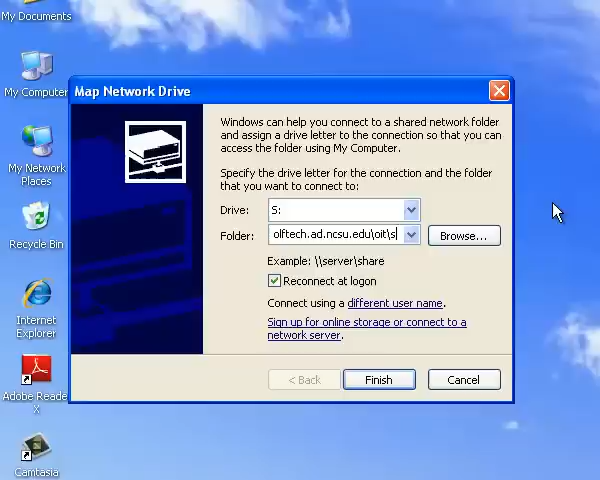 My Documents
My Computer
My Network
Places
Recycle Bin
Internet
Explorer
Adobe Reade
X
Camtasia
Map Network Drive
Windows can help you connect to a shared network folder
and assign a drive letter to the connection so that you can
access the folder using My Computer.
Specify the drive letter for the connection and the folder
that you want to connect to:
Drive: S:
Folder: olftech.ad.ncsu.edu\oit\s Browse...
Example: \\server\share
Reconnect at logon
Connect using a different user name.
Sign up for online storage or connect to a
network server.
< Back Finish Cancel